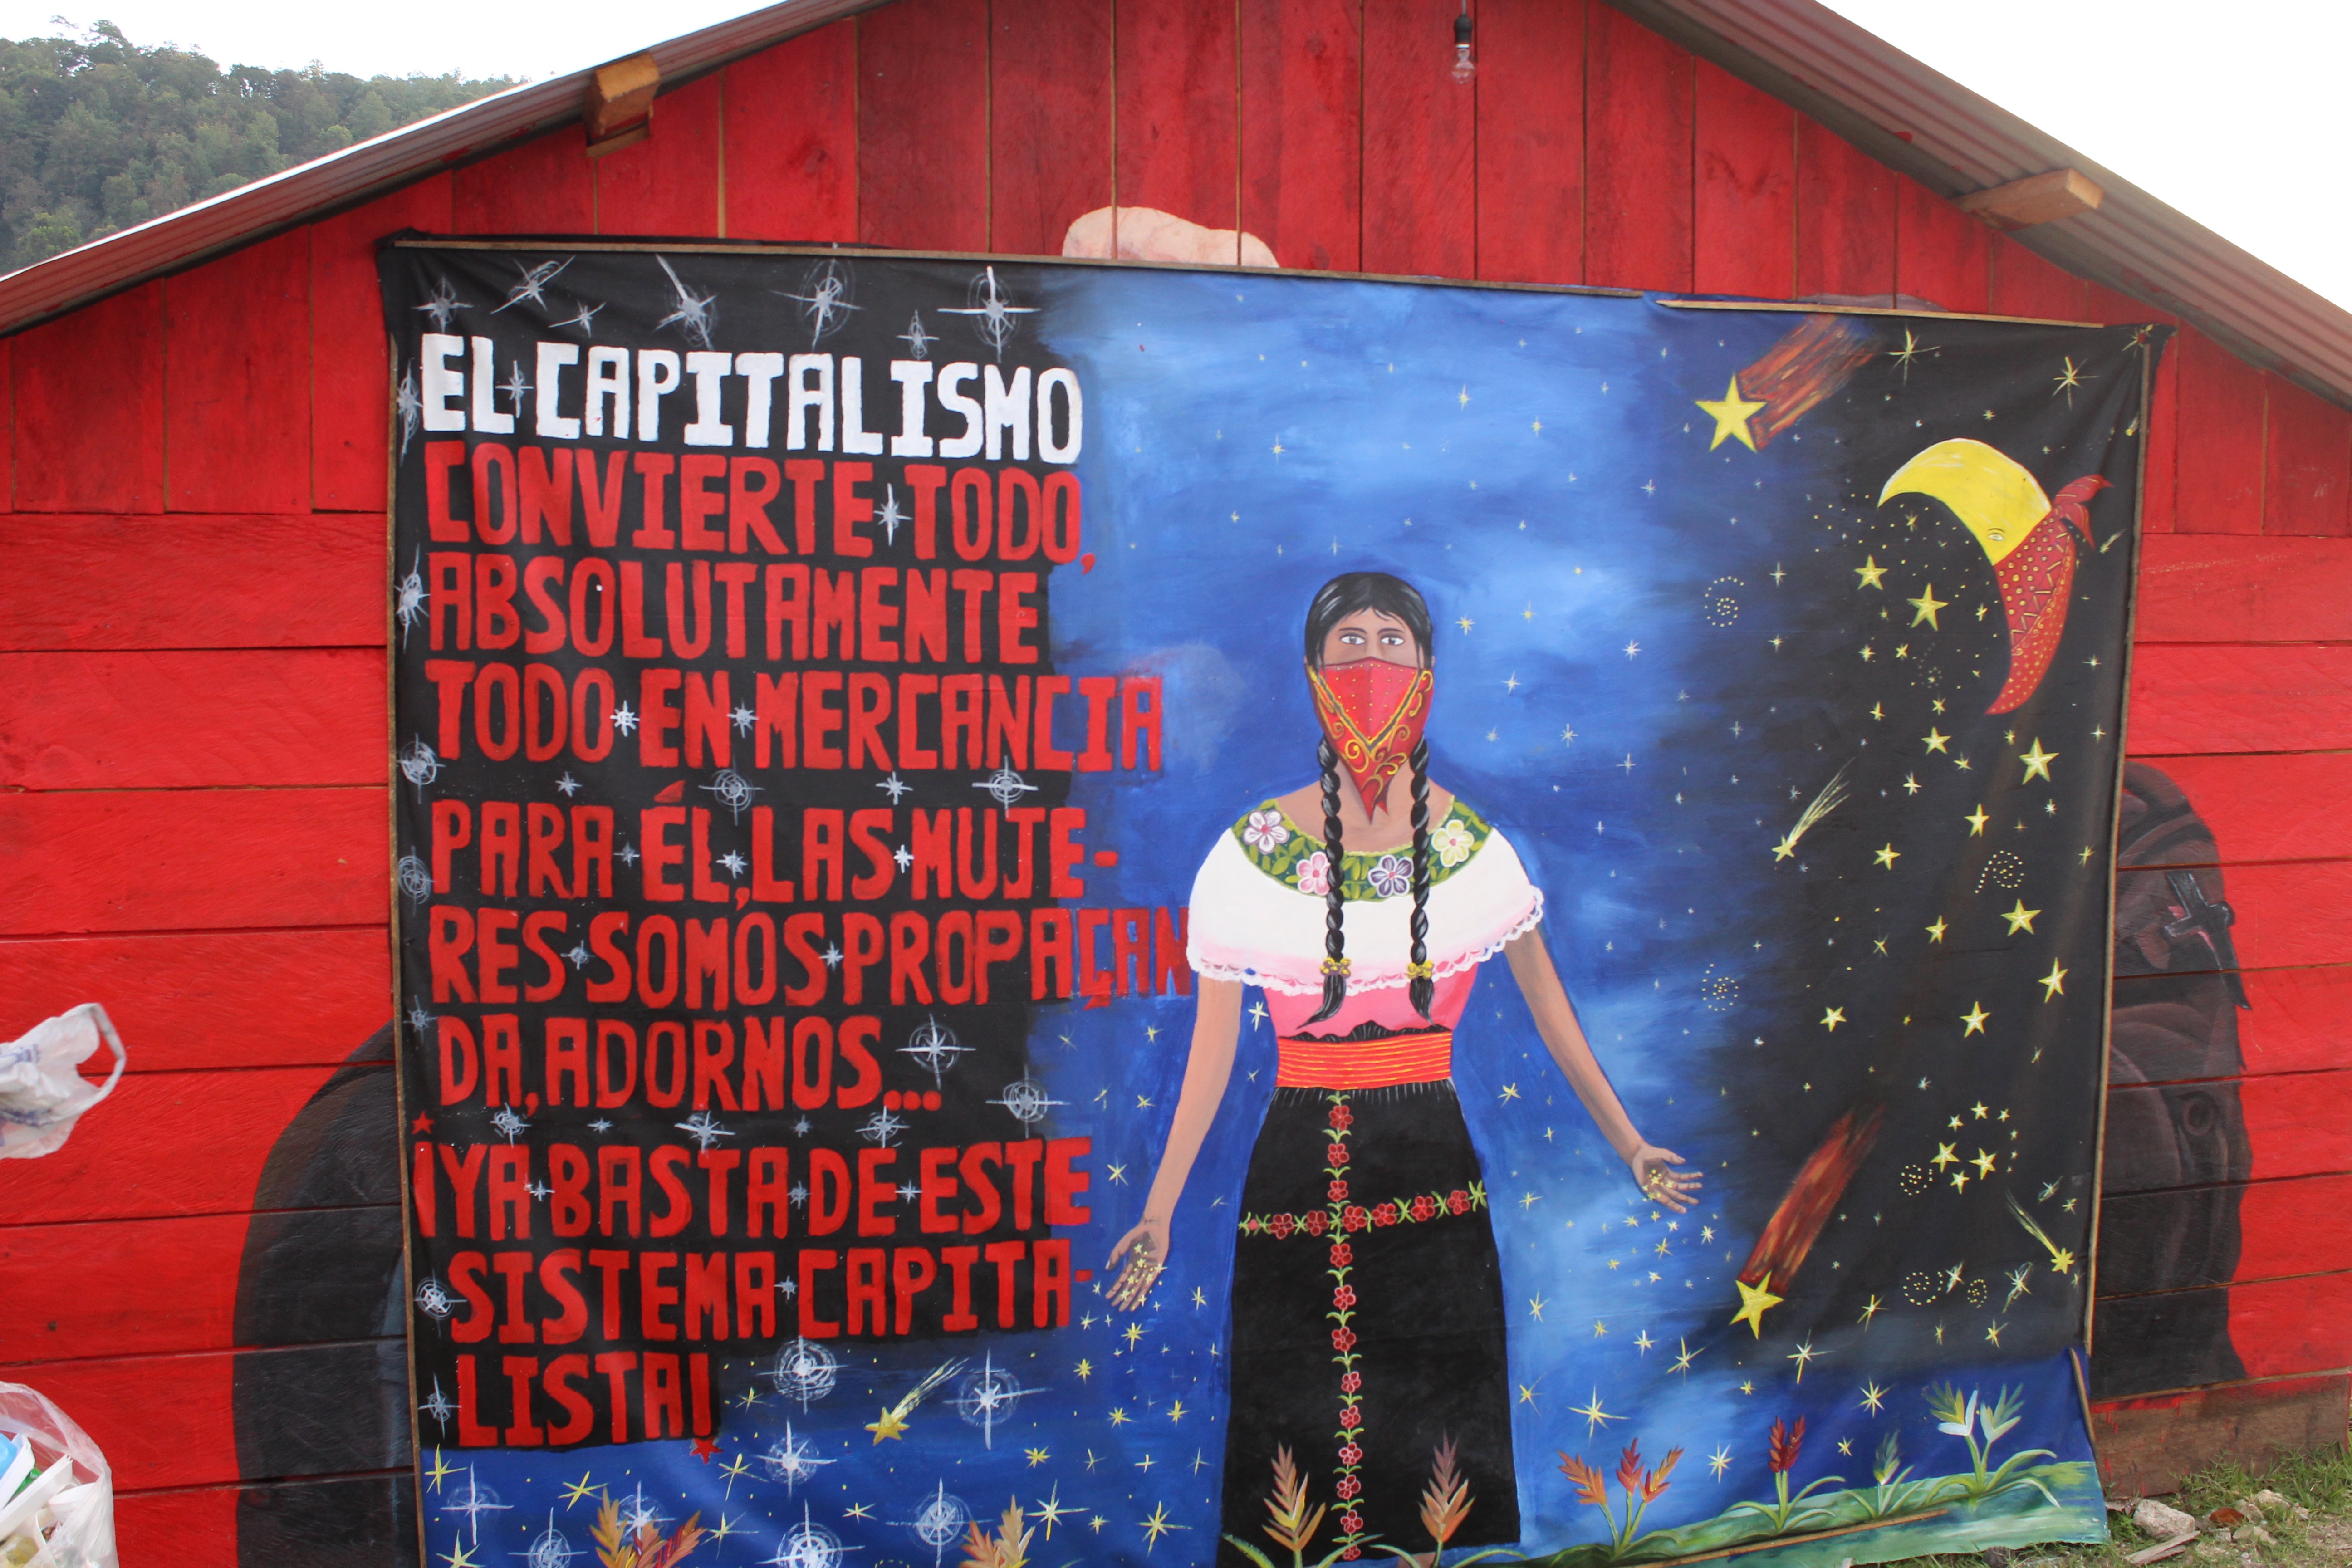 EL CAPITALISMO
CONVIERTE TODO,
ABSOLUTAMENTE
TODO EN MERCANCIA
PARA ÉL, LAS MUJE-
RES SOMOS PROPAÇAN
DA, ADORNOS...
¡YA BASTA DE ESTE
SISTEMA CAPITA-
LISTA!